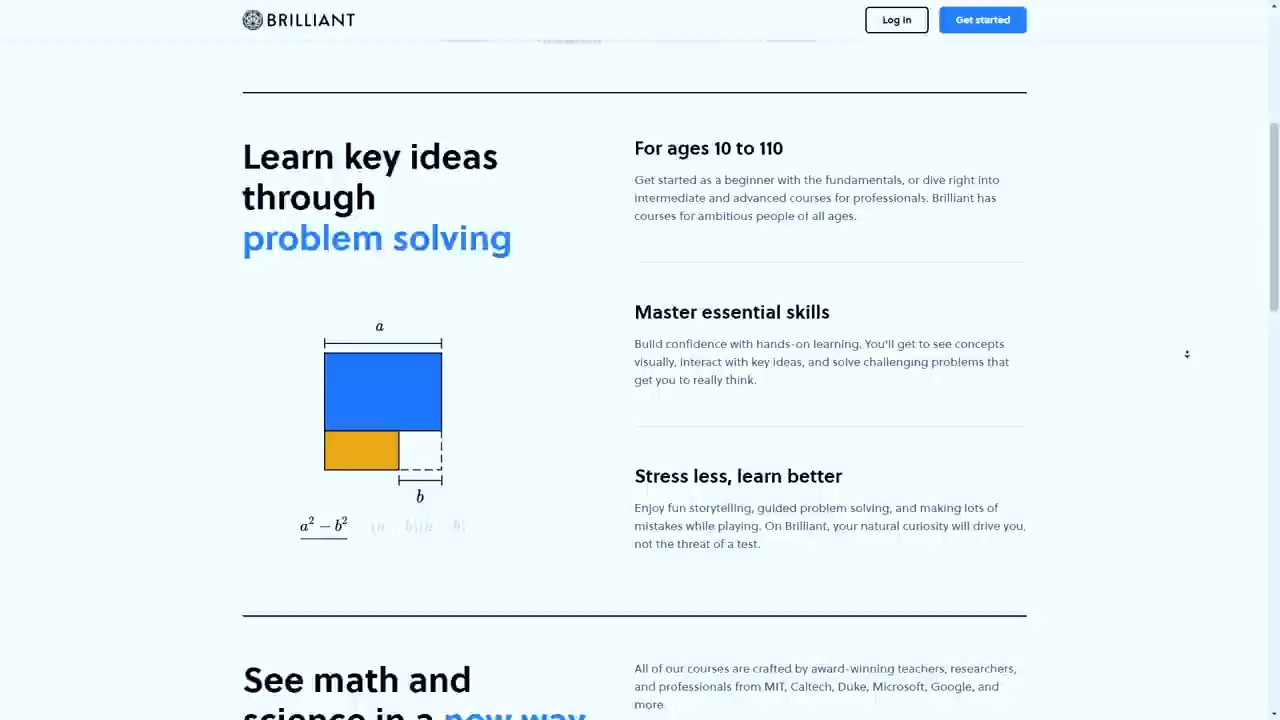 BRILLIANT
Log in
Get started
Learn key ideas
through
problem solving
a
b
a² − b²
For ages 10 to 110
Get started as a beginner with the fundamentals, or dive right into
intermediate and advanced courses for professionals. Brilliant has
courses for ambitious people of all ages.
Master essential skills
Build confidence with hands-on learning. You'll get to see concepts
visually, interact with key ideas, and solve challenging problems that
get you to really think.
Stress less, learn better
Enjoy fun storytelling, guided problem solving, and making lots of
mistakes while playing. On Brilliant, your natural curiosity will drive you,
not the threat of a test.
See math and
science in a new way
All of our courses are crafted by award-winning teachers, researchers,
and professionals from MIT, Caltech, Duke, Microsoft, Google, and
more